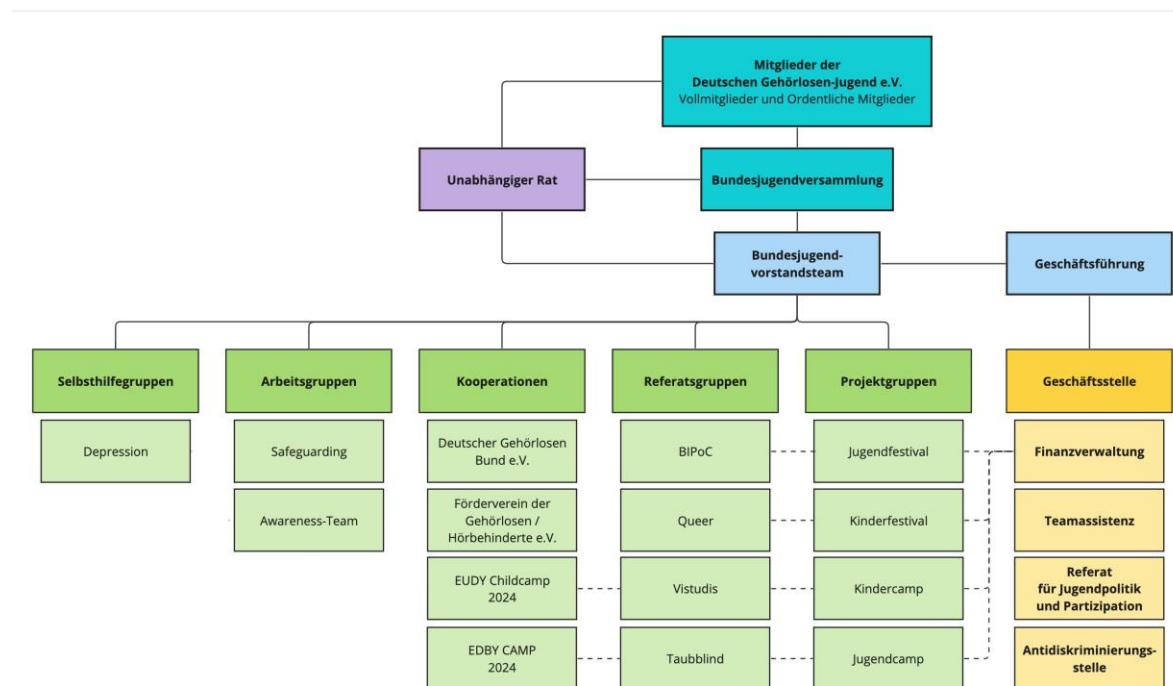 Mitglieder der
Deutschen Gehörlosen-Jugend e.V.
Vollmitglieder und Ordentliche Mitglieder
Unabhängiger Rat
Bundesjugendversammlung
Bundesjugend-
vorstandsteam
Geschäftsführung
Selbsthilfegruppen
Arbeitsgruppen
Kooperationen
Referatsgruppen
Projektgruppen
Geschäftsstelle
Depression
Safeguarding
Deutscher Gehörlosen
Bund e.V.
BIPoC
Jugendfestival
Finanzverwaltung
Awareness-Team
Förderverein der
Gehörlosen /
Hörbehinderte e.V.
Queer
Kinderfestival
Teamassistenz
EUDY Childcamp
2024
Vistudis
Kindercamp
Referat
für Jugendpolitik
und Partizipation
EDBY CAMP
2024
Taubblind
Jugendcamp
Antidiskriminierungs-
stelle